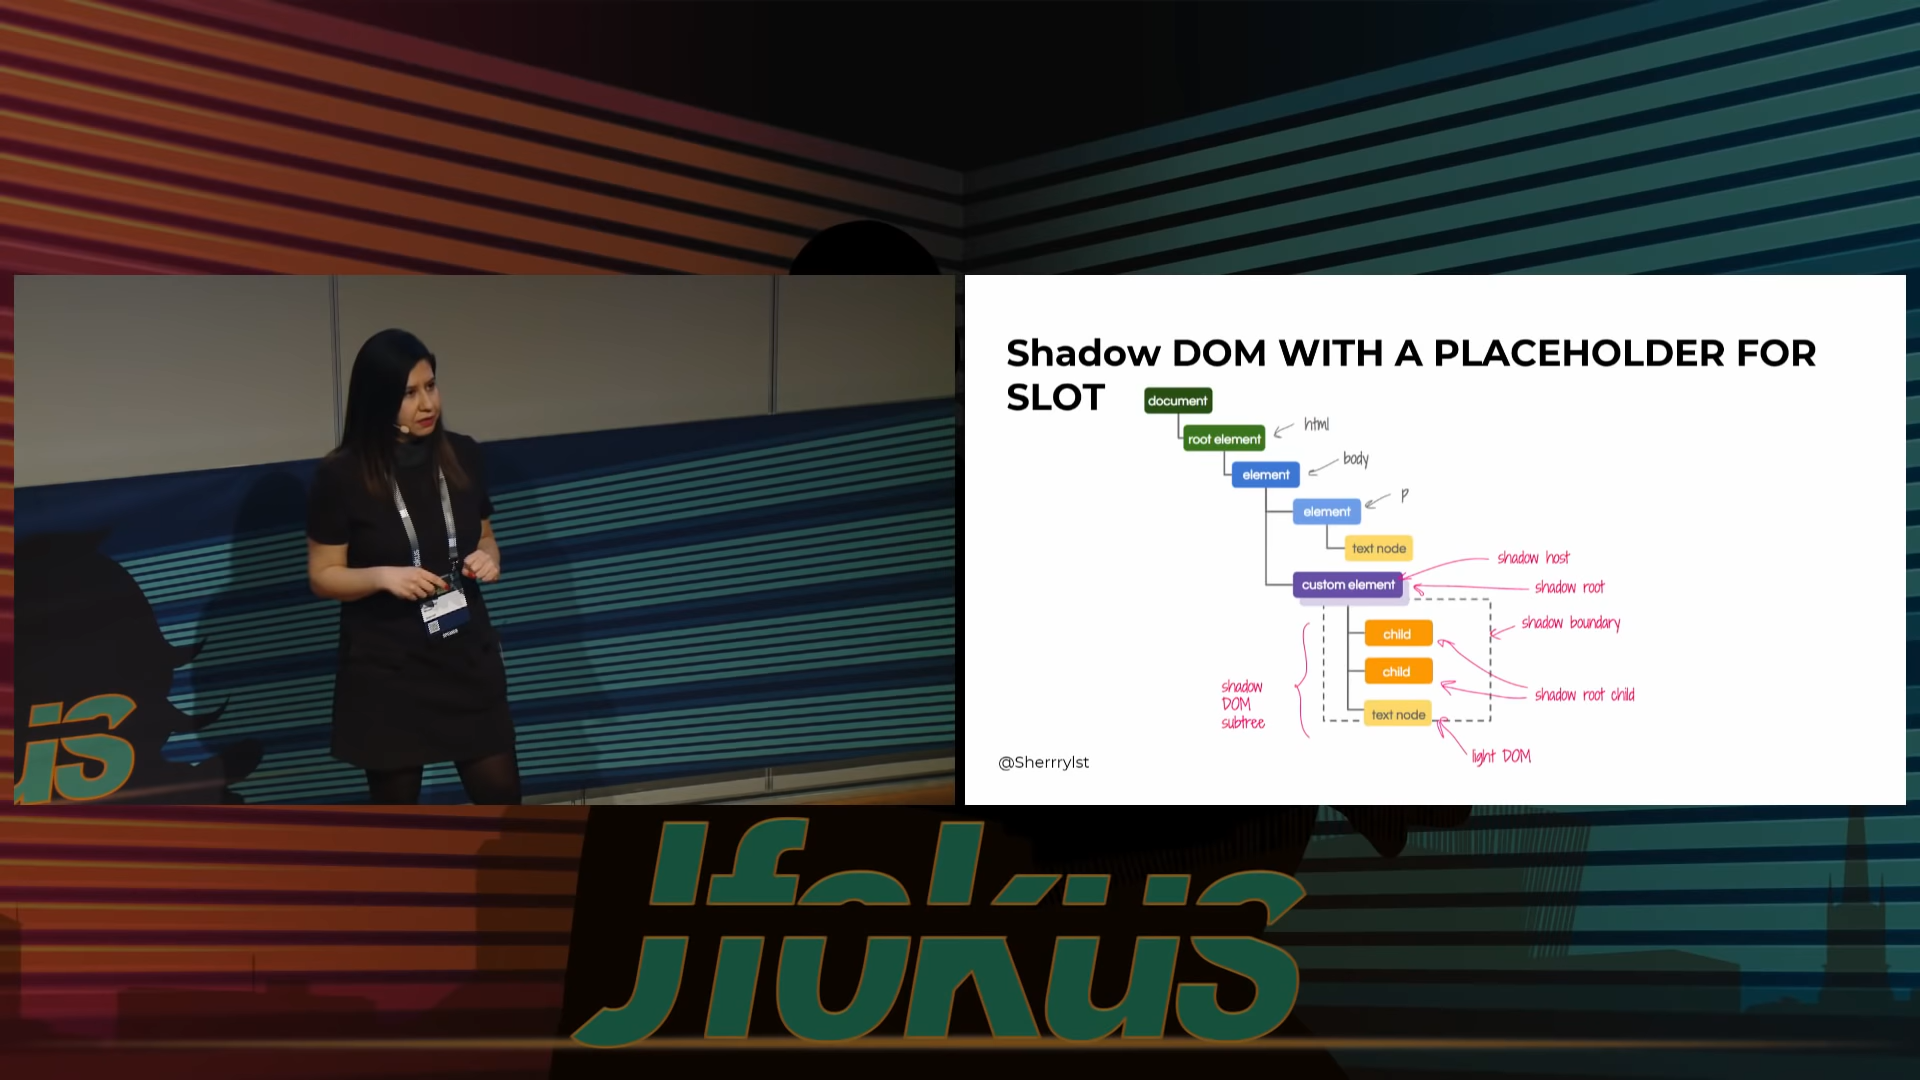 Shadow DOM WITH A PLACEHOLDER FOR
SLOT
document
root element
html
element
body
element
p
text node
shadow host
custom element
shadow root
shadow boundary
child
child
shadow root child
shadow
DOM
subtree
text node
light DOM
@Sherrrylst
us
Jfokus